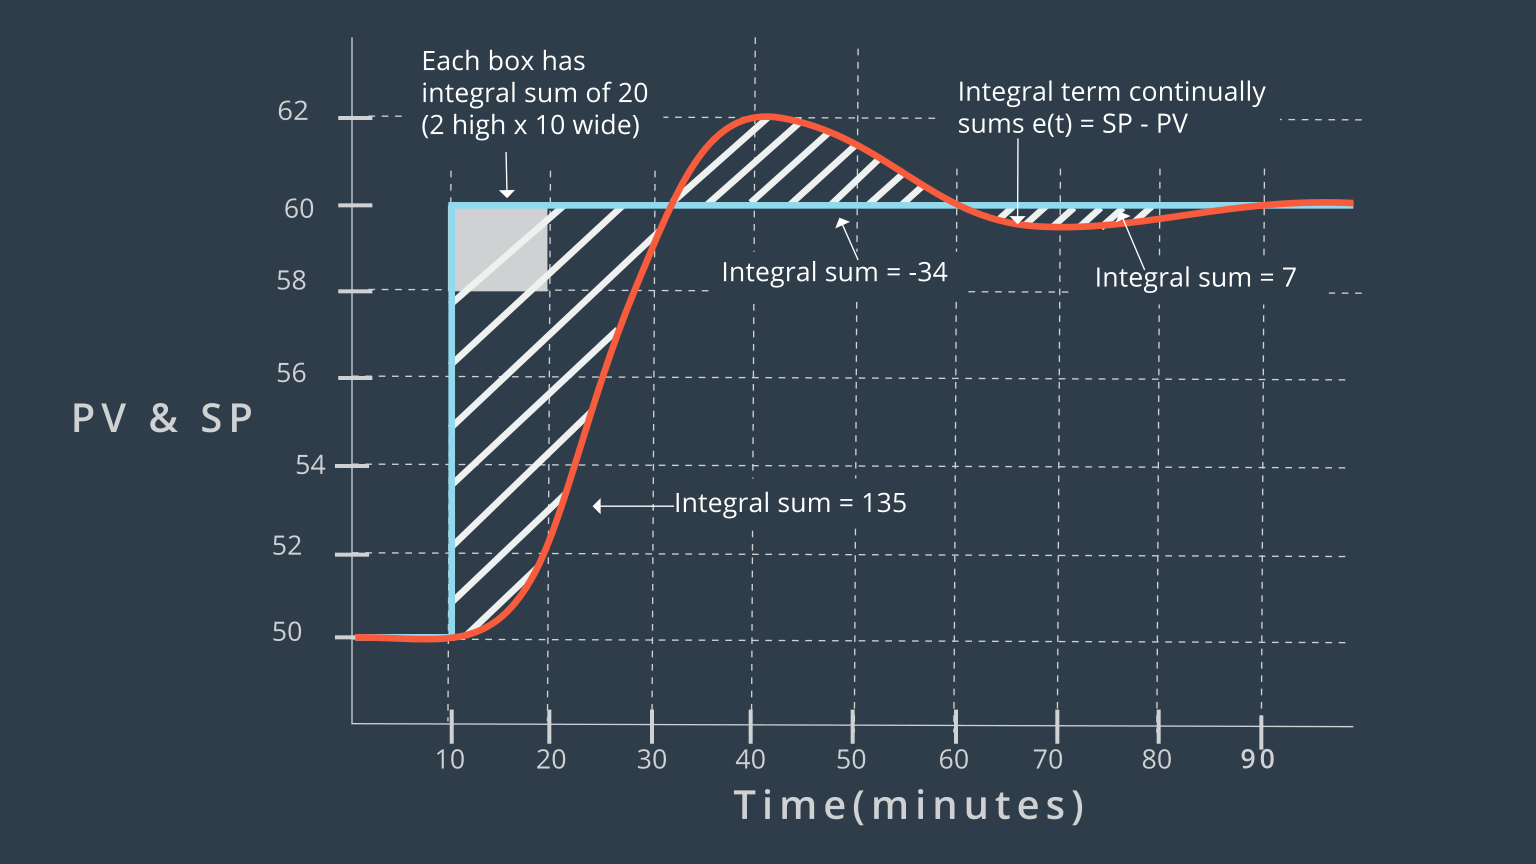 Each box has
integral sum of 20
(2 high x 10 wide)
Integral term continually
sums e(t) = SP - PV
62
60
58
56
54
52
50
PV & SP
Integral sum = -34
Integral sum = 7
Integral sum = 135
10 20 30 40 50 60 70 80 90
Time(minutes)